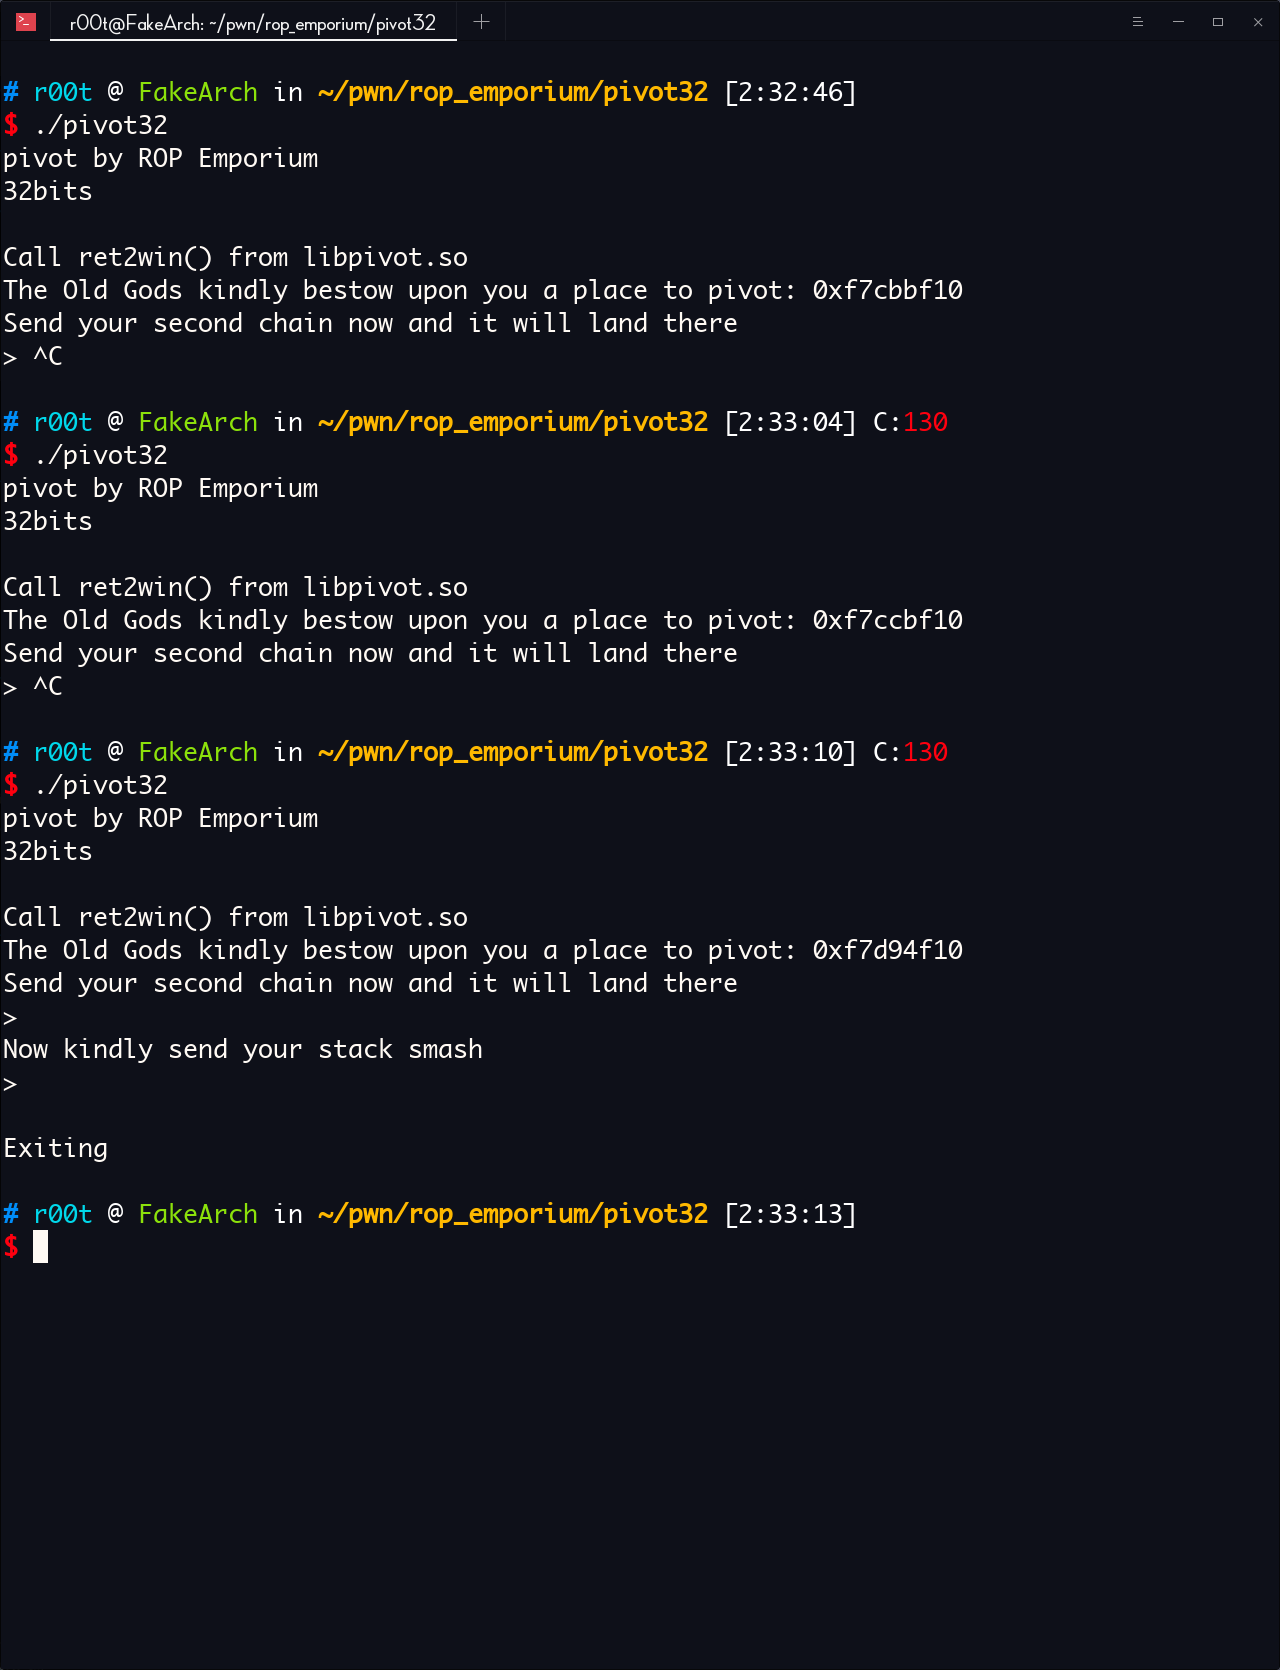 r00t@FakeArch: ~/pwn/rop_emporium/pivot32
# r00t @ FakeArch in ~/pwn/rop_emporium/pivot32 [2:32:46]
$ ./pivot32
pivot by ROP Emporium
32bits
Call ret2win() from libpivot.so
The Old Gods kindly bestow upon you a place to pivot: 0xf7cbbf10
Send your second chain now and it will land there
> ^C
# r00t @ FakeArch in ~/pwn/rop_emporium/pivot32 [2:33:04] C:130
$ ./pivot32
pivot by ROP Emporium
32bits
Call ret2win() from libpivot.so
The Old Gods kindly bestow upon you a place to pivot: 0xf7ccbf10
Send your second chain now and it will land there
> ^C
# r00t @ FakeArch in ~/pwn/rop_emporium/pivot32 [2:33:10] C:130
$ ./pivot32
pivot by ROP Emporium
32bits
Call ret2win() from libpivot.so
The Old Gods kindly bestow upon you a place to pivot: 0xf7d94f10
Send your second chain now and it will land there
>
Now kindly send your stack smash
>
Exiting
# r00t @ FakeArch in ~/pwn/rop_emporium/pivot32 [2:33:13]
$